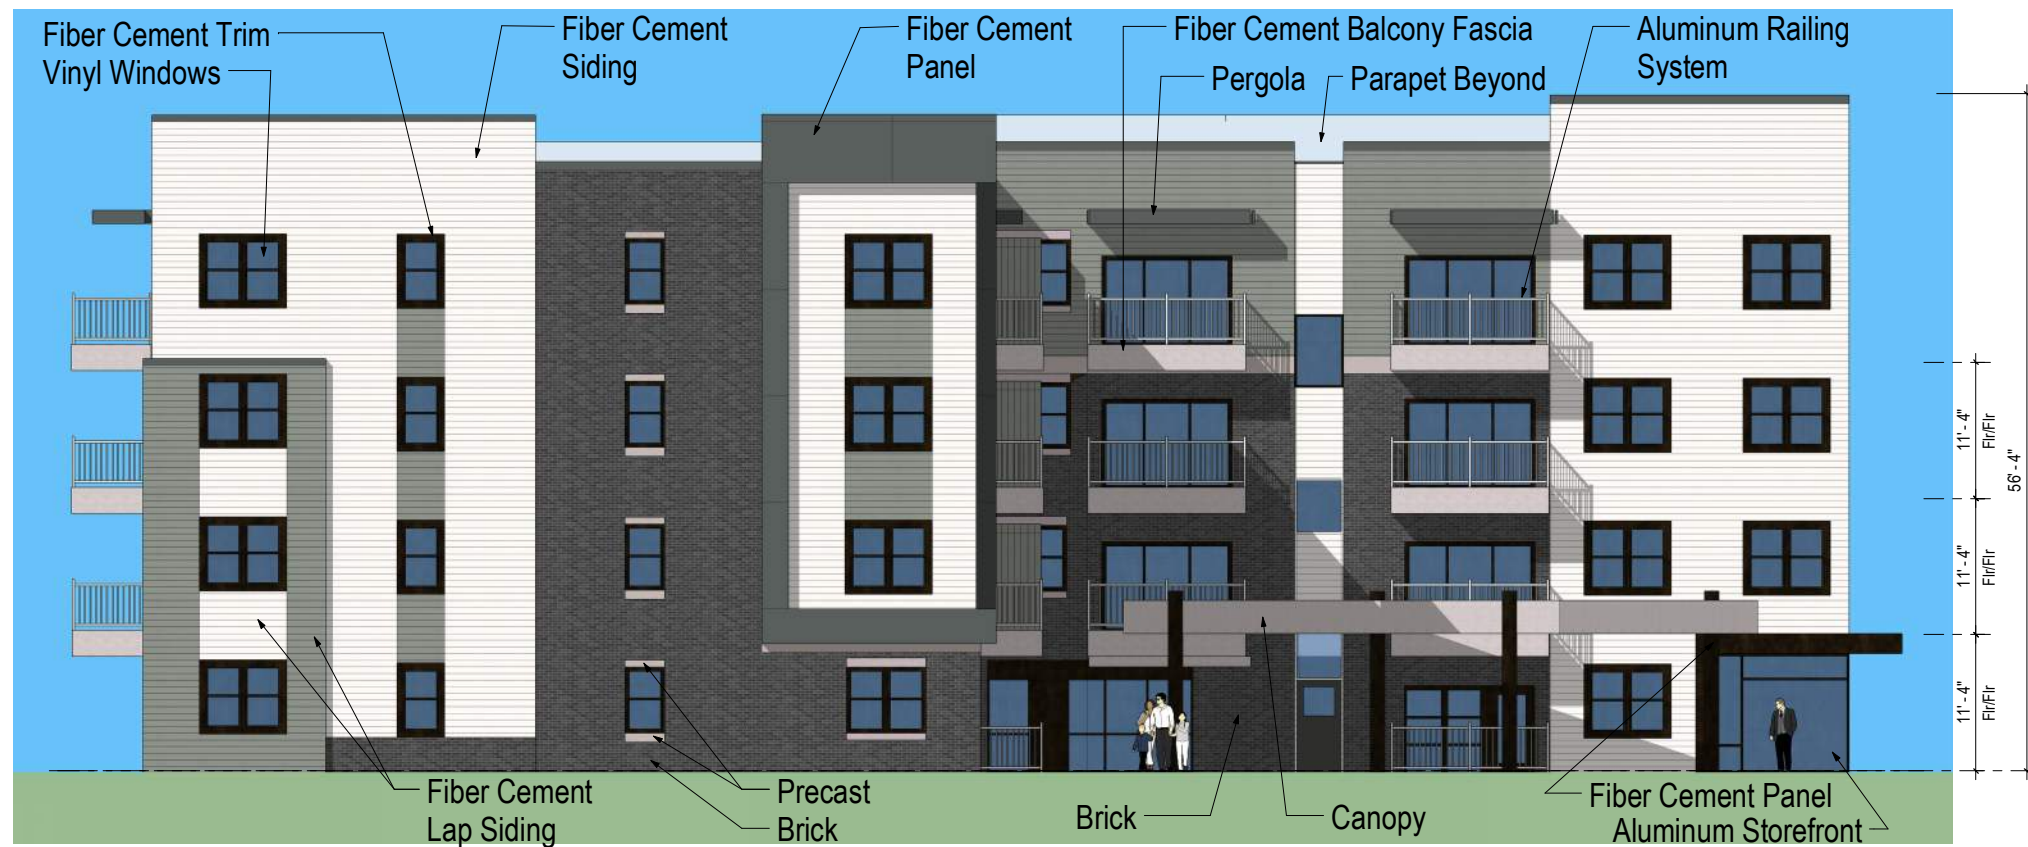 Fiber Cement Trim
Vinyl Windows
Fiber Cement
Siding
Fiber Cement
Panel
Fiber Cement Balcony Fascia
Pergola
Parapet Beyond
Aluminum Railing
System
11' - 4"
Flr/Flr
11' - 4"
Flr/Flr
11' - 4"
Flr/Flr
56' - 4"
Fiber Cement
Lap Siding
Precast
Brick
Brick
Canopy
Fiber Cement Panel
Aluminum Storefront